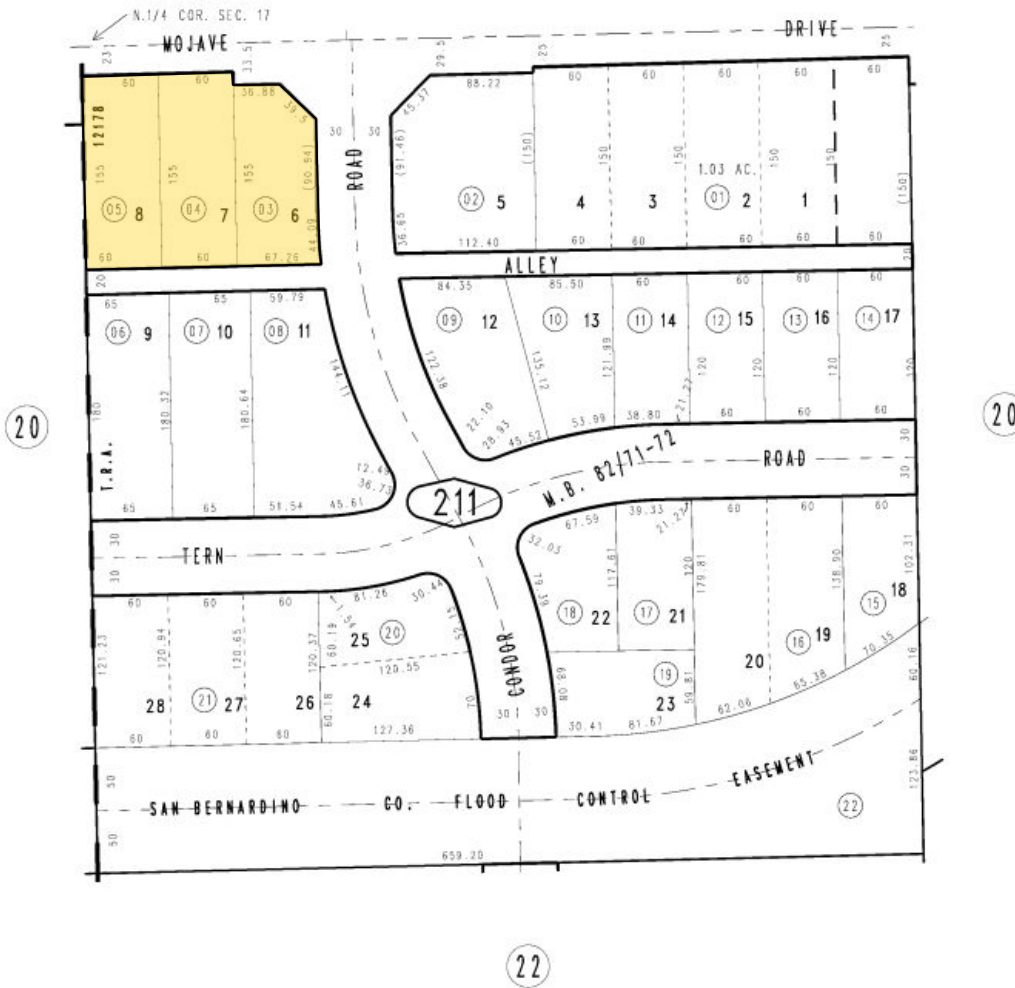 N.1/4 COR. SEC. 17
MOJAVE DRIVE
23 33.5 29.5 25 25
60 60 36.88 39.5 45.37 88.22 60 60 60 60
12178
30 30
ROAD
155 155 155 (90.94) (91.46) (150) 150 150 150 150 (150)
1.03 AC.
05 8 04 7 03 6 02 5 4 3 01 2 1
44.09 36.65
60 60 67.26 112.40 60 60 60 60 60
20 ALLEY 20
65 65 59.79 84.35 85.50 60 60 60 60
06 9 07 10 08 11 09 12 10 13 11 14 12 15 13 16 14 17
180 180.32 180.64 144.11 122.38 135.12 121.99 120 120 120
22.10
28.93 45.52 53.99 38.80 21.27 60 60 60
20 20
T.R.A.
12.49
36.73
65 65 51.54 45.61
211
M.B. 82/71-72
ROAD
30
30
30
30
TERN
67.59 39.33 21.27 60 60 60
32.03
79.39 117.61 120 179.81 138.90 102.31
60 60 60 81.26 30.44
11.54
51.5
52
121.23 120.94 120.65 120.37 60.19
25 20
120.55
18 22 17 21 15 18
16 19
20
70.35
60.16
65.38
62.06
28 21 27 26 24
60.18
70
CONDOR
30 30
80.89
19
23
59.81
60 60 60 127.36 30.41 81.67
50
50
SAN BERNARDINO CO. FLOOD CONTROL EASEMENT
123.86
22
659.20
22